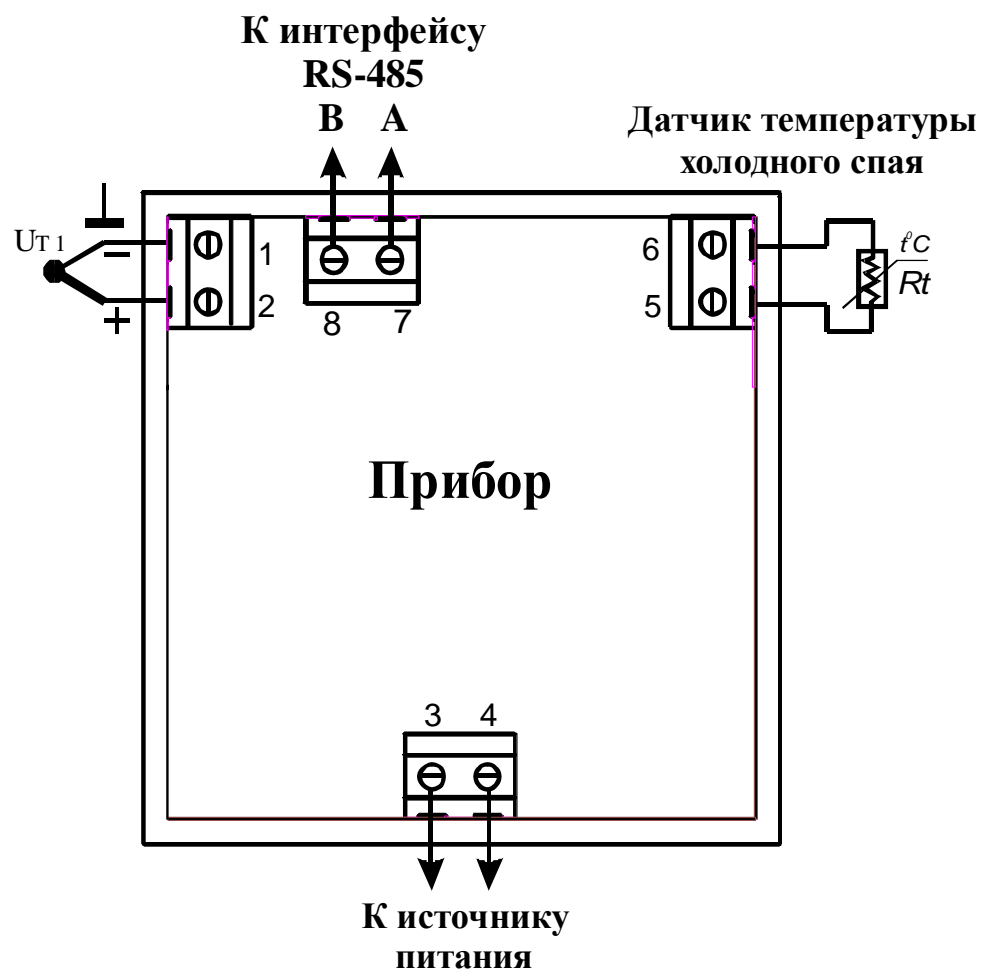 К интерфейсу
RS-485
B A
Датчик температуры
холодного спая
UT 1
−
+
1
2
8 7
6
5
t⁰C
Rt
Прибор
3 4
К источнику
питания